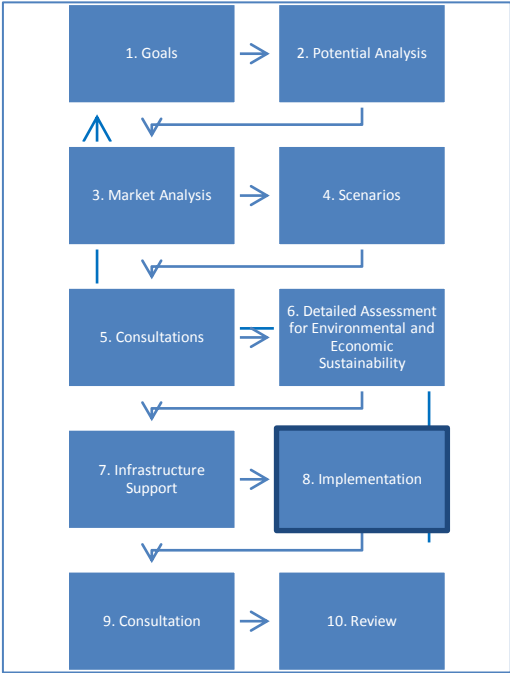 1. Goals
2. Potential Analysis
3. Market Analysis
4. Scenarios
5. Consultations
6. Detailed Assessment
for Environmental and
Economic
Sustainability
7. Infrastructure
Support
8. Implementation
9. Consultation
10. Review